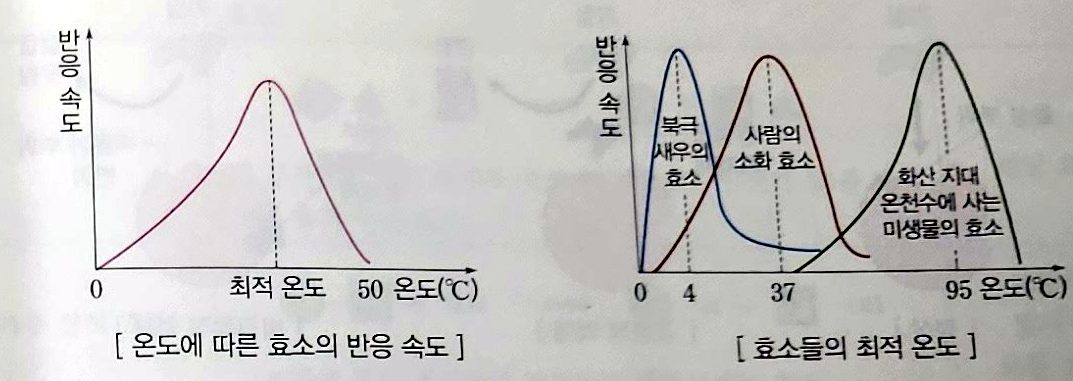 반응 속도
0
최적 온도
50
온도(℃)
[ 온도에 따른 효소의 반응 속도 ]
반응 속도
북극
새우의
효소
사람의
소화 효소
화산 지대
온천수에 사는
미생물의 효소
0
4
37
95
온도(℃)
[ 효소들의 최적 온도 ]